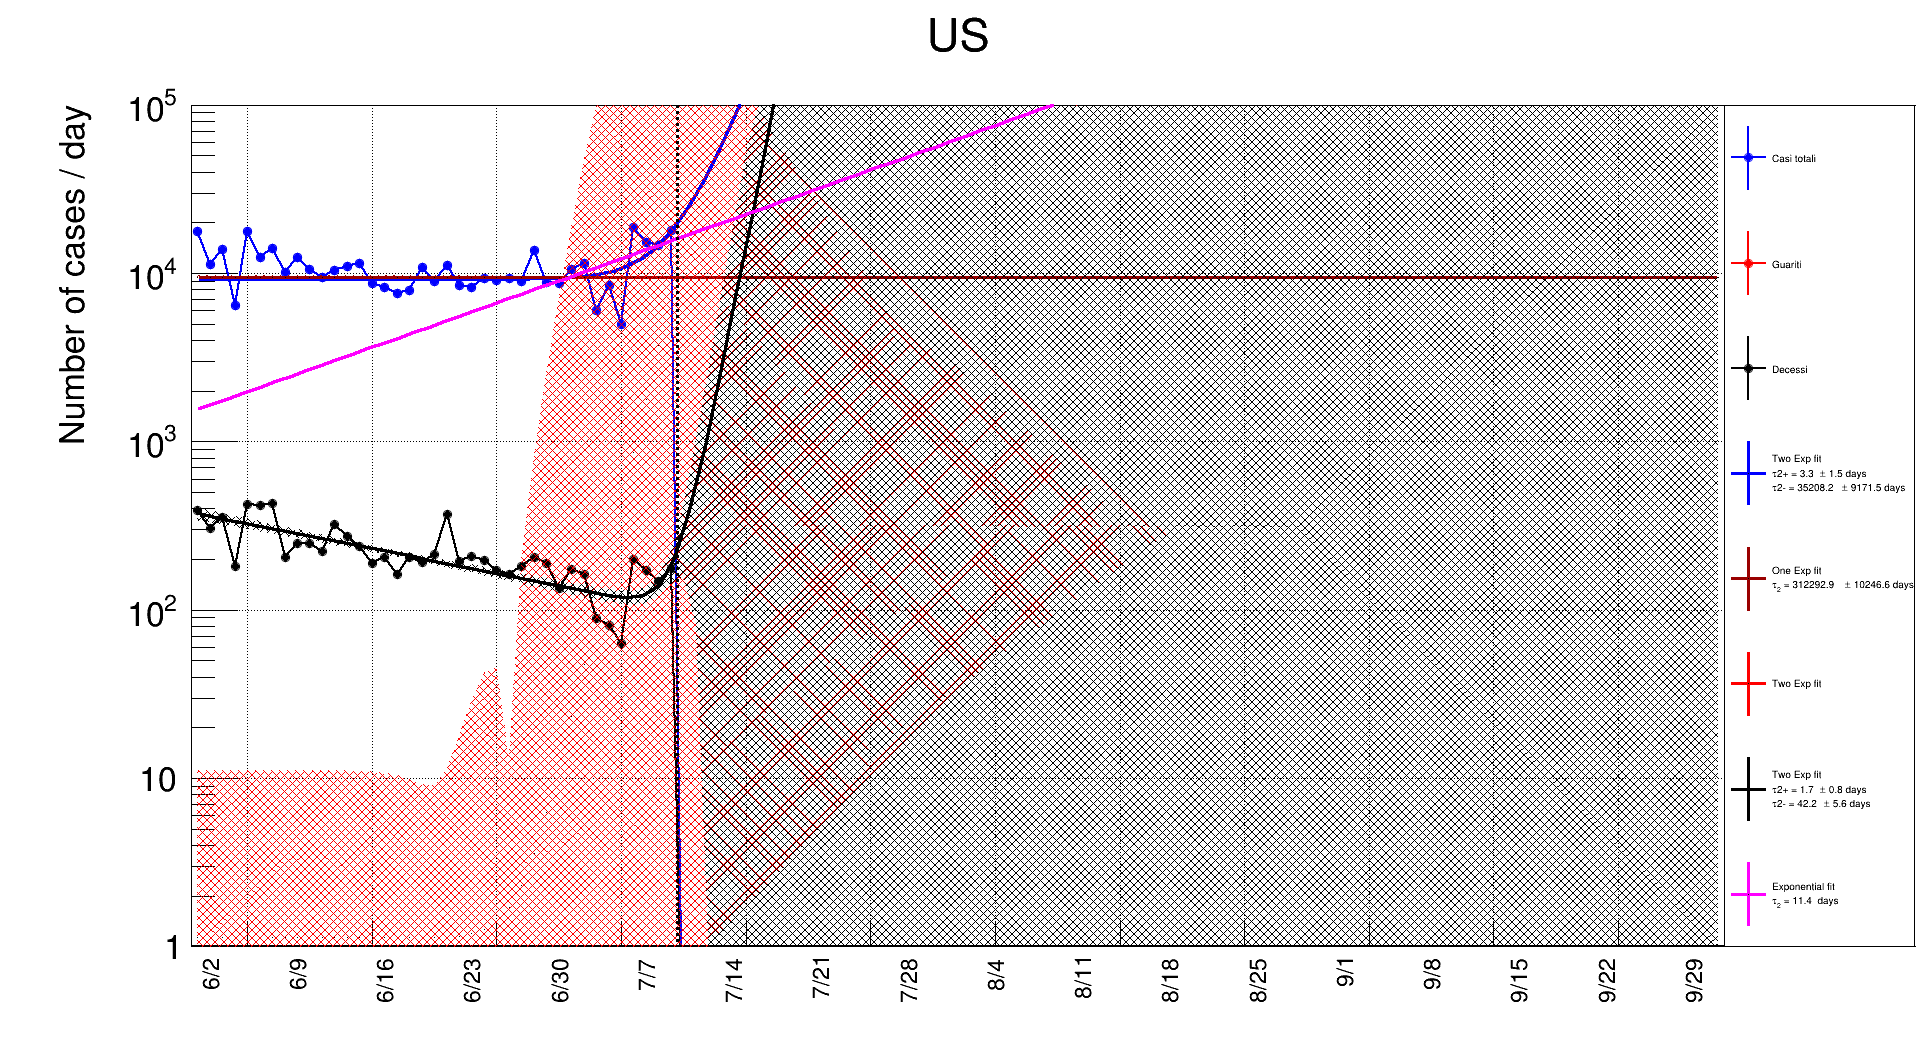 US
Number of cases / day
10^5
10^4
10^3
10^2
10
1
6/2
6/9
6/16
6/23
6/30
7/7
7/14
7/21
7/28
8/4
8/11
8/18
8/25
9/1
9/8
9/15
9/22
9/29
Casi totali
Guariti
Decessi
Two Exp fit
τ2+ = 3.3 ± 1.5 days
τ2- = 35208.2 ± 9171.5 days
One Exp fit
τ₂ = 312292.9 ± 10246.6 days
Two Exp fit
Two Exp fit
τ2+ = 1.7 ± 0.8 days
τ2- = 42.2 ± 5.6 days
Exponential fit
τ₂ = 11.4 days